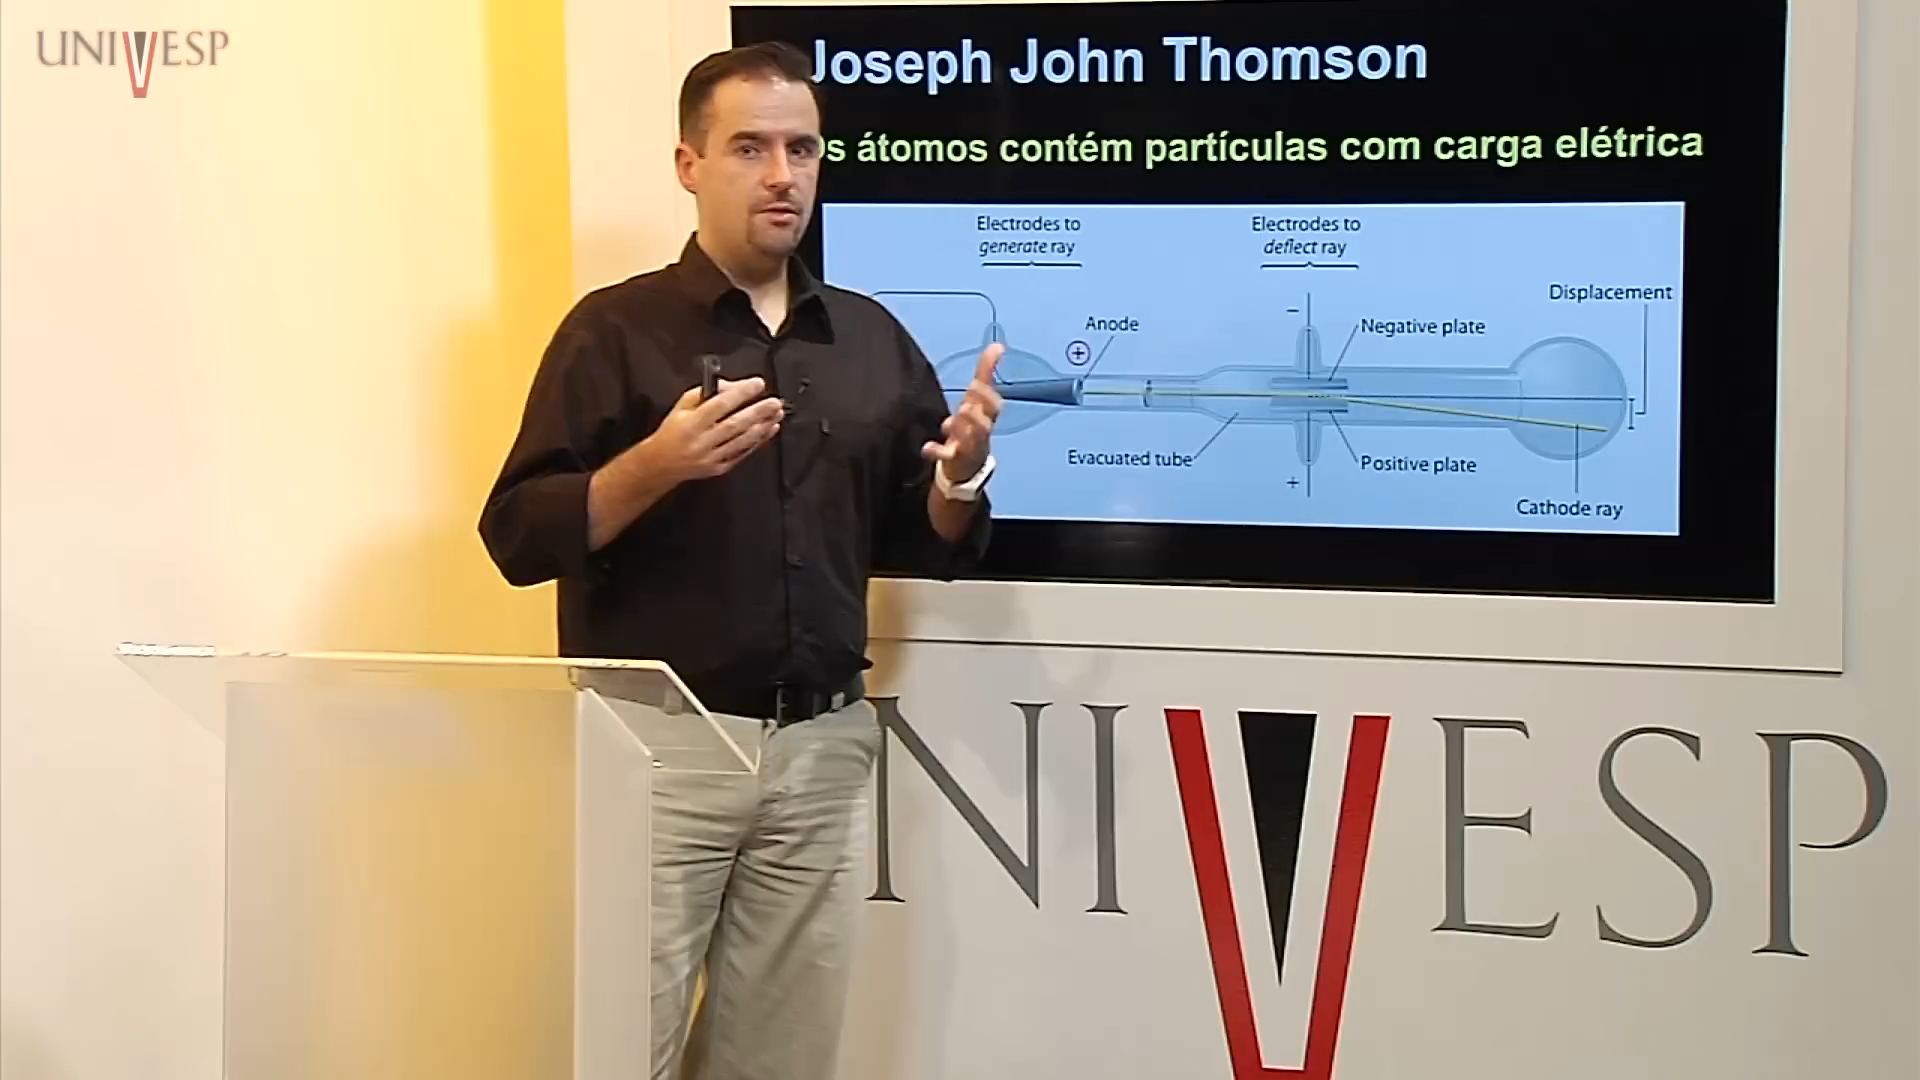 UNIVESP
Joseph John Thomson
Os átomos contém partículas com carga elétrica
Electrodes to
generate ray
Electrodes to
deflect ray
Displacement
Anode
+
−
Negative plate
Evacuated tube
Positive plate
+
Cathode ray
NIVESP